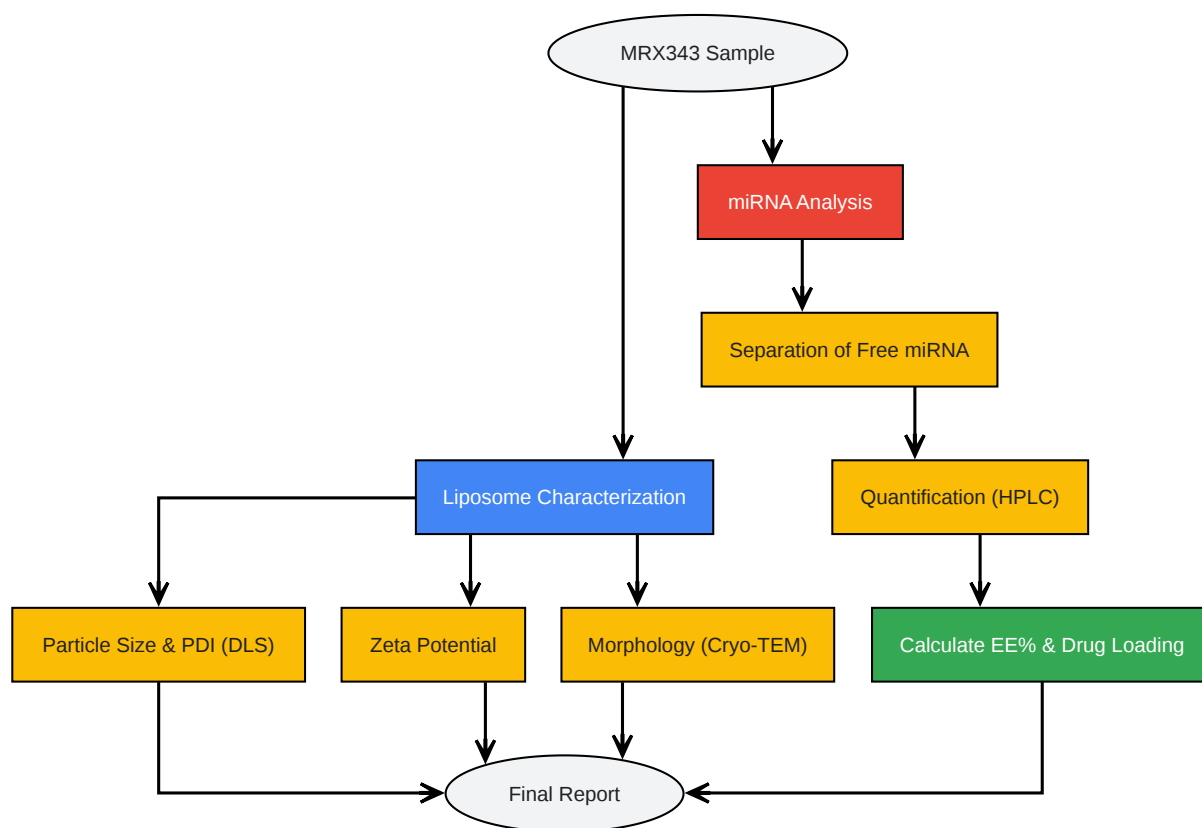 MRX343 Sample
miRNA Analysis
Separation of Free miRNA
Liposome Characterization
Quantification (HPLC)
Particle Size & PDI (DLS)
Zeta Potential
Morphology (Cryo-TEM)
Calculate EE% & Drug Loading
Final Report